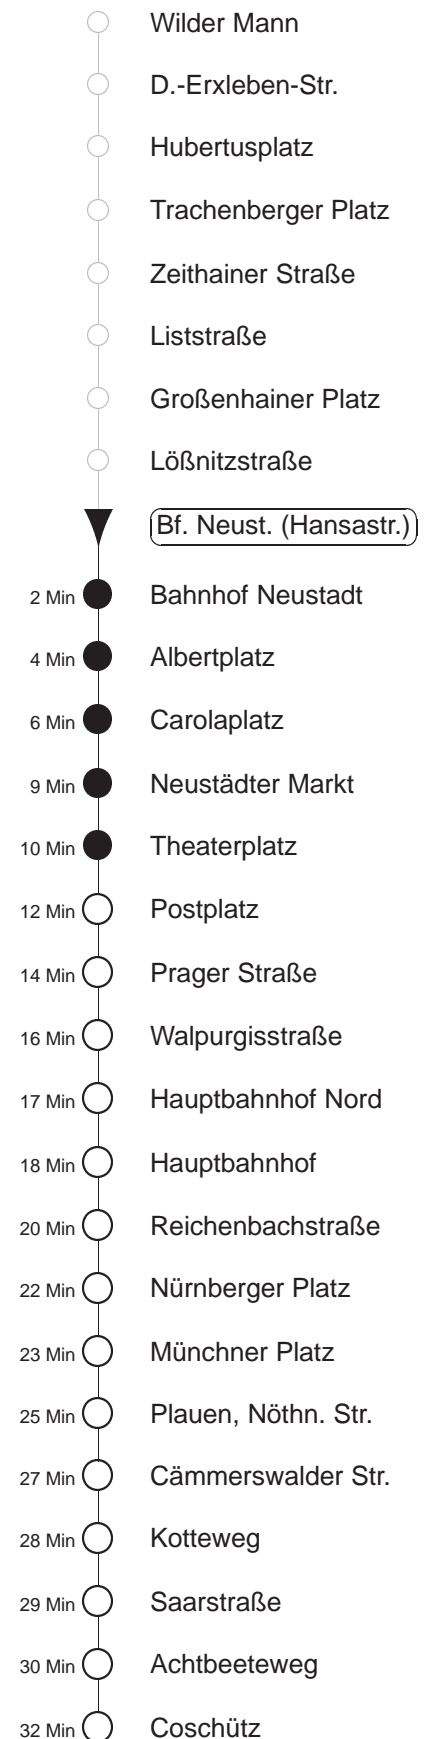 Wilder Mann
D.-Erxleben-Str.
Hubertusplatz
Trachenberger Platz
Zeithainer Straße
Liststraße
Großenhainer Platz
Lößnitzstraße
Bf. Neust. (Hansastr.)
2 Min Bahnhof Neustadt
4 Min Albertplatz
6 Min Carolaplatz
9 Min Neustädter Markt
10 Min Theaterplatz
12 Min Postplatz
14 Min Prager Straße
16 Min Walpurgisstraße
17 Min Hauptbahnhof Nord
18 Min Hauptbahnhof
20 Min Reichenbachstraße
22 Min Nürnberger Platz
23 Min Münchner Platz
25 Min Plauen, Nöthn. Str.
27 Min Cämmerswalder Str.
28 Min Kotteweg
29 Min Saarstraße
30 Min Achtbeeteweg
32 Min Coschütz